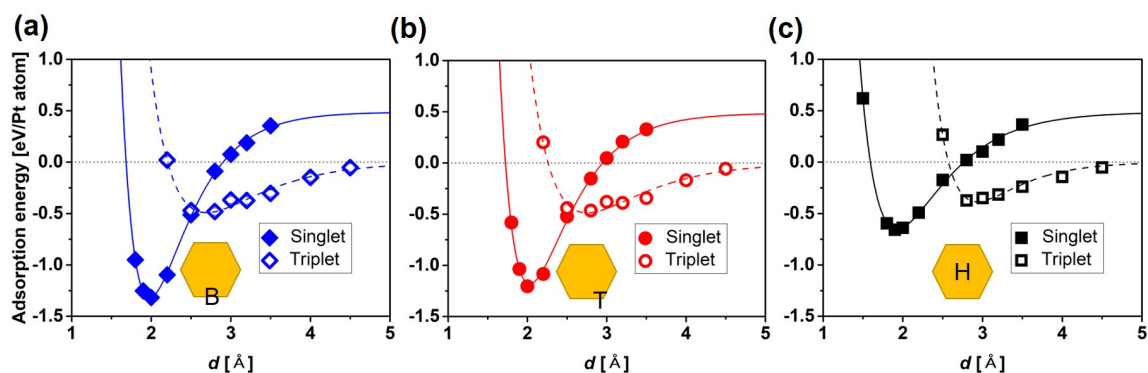 (a)
(b)
(c)
Adsorption energy [eV/Pt atom]
1.0
0.5
0.0
-0.5
-1.0
-1.5
Singlet
Triplet
B
1 2 3 4 5
d [Å]
1.0
0.5
0.0
-0.5
-1.0
-1.5
Singlet
Triplet
T
1 2 3 4 5
d [Å]
1.0
0.5
0.0
-0.5
-1.0
-1.5
Singlet
Triplet
H
1 2 3 4 5
d [Å]